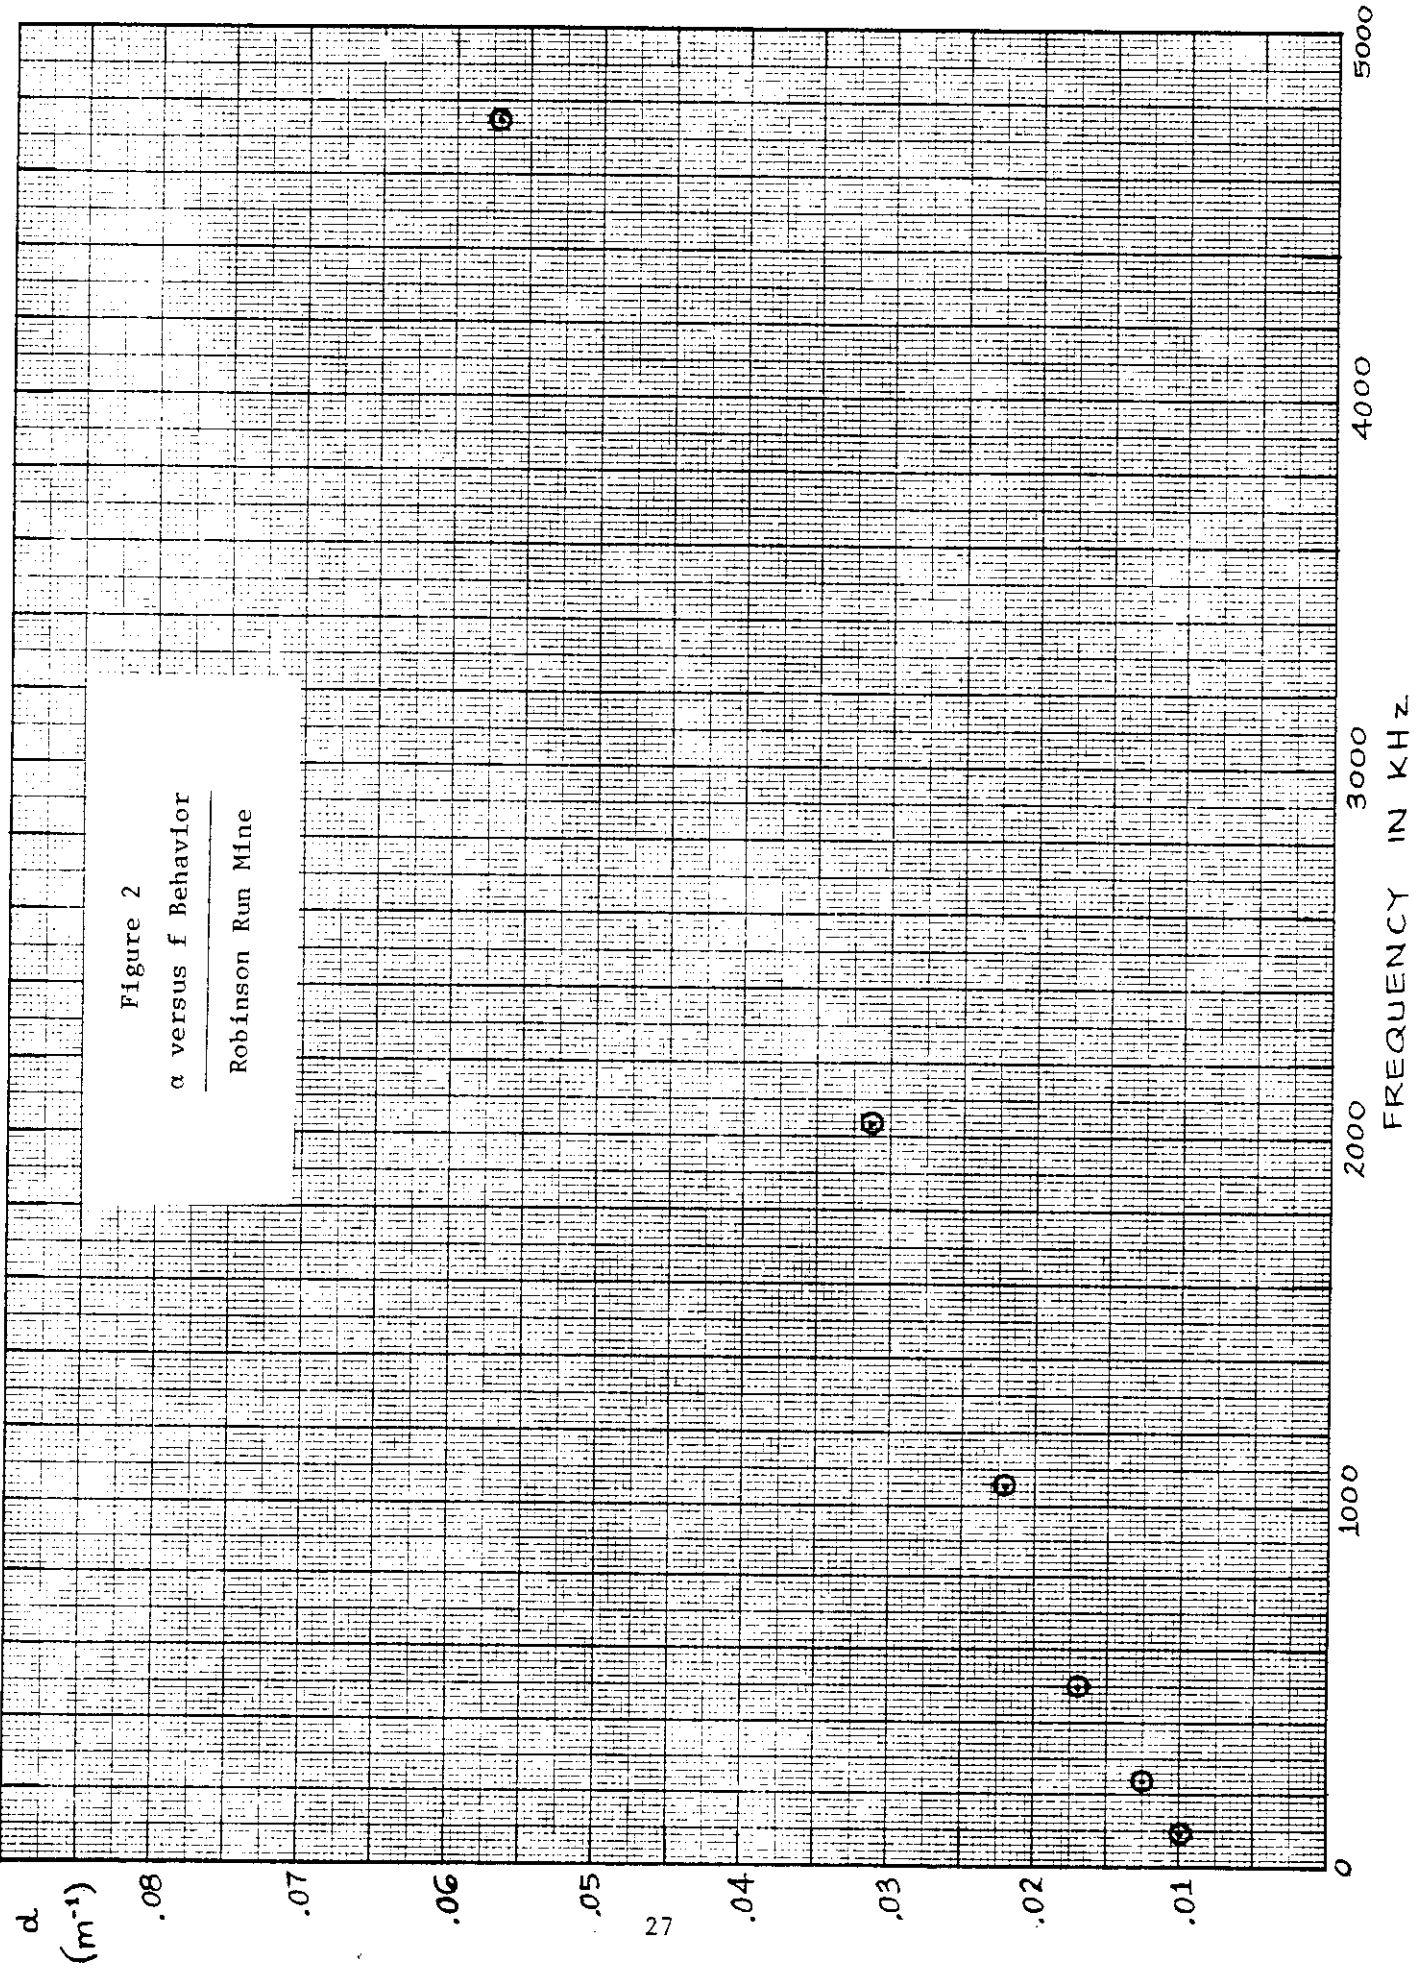 Figure 2
α versus f Behavior
Robinson Run Mine
α
(m⁻¹)
.08
.07
.06
.05
.04
.03
.02
.01
0
1000
2000
3000
4000
5000
FREQUENCY IN KHz
27